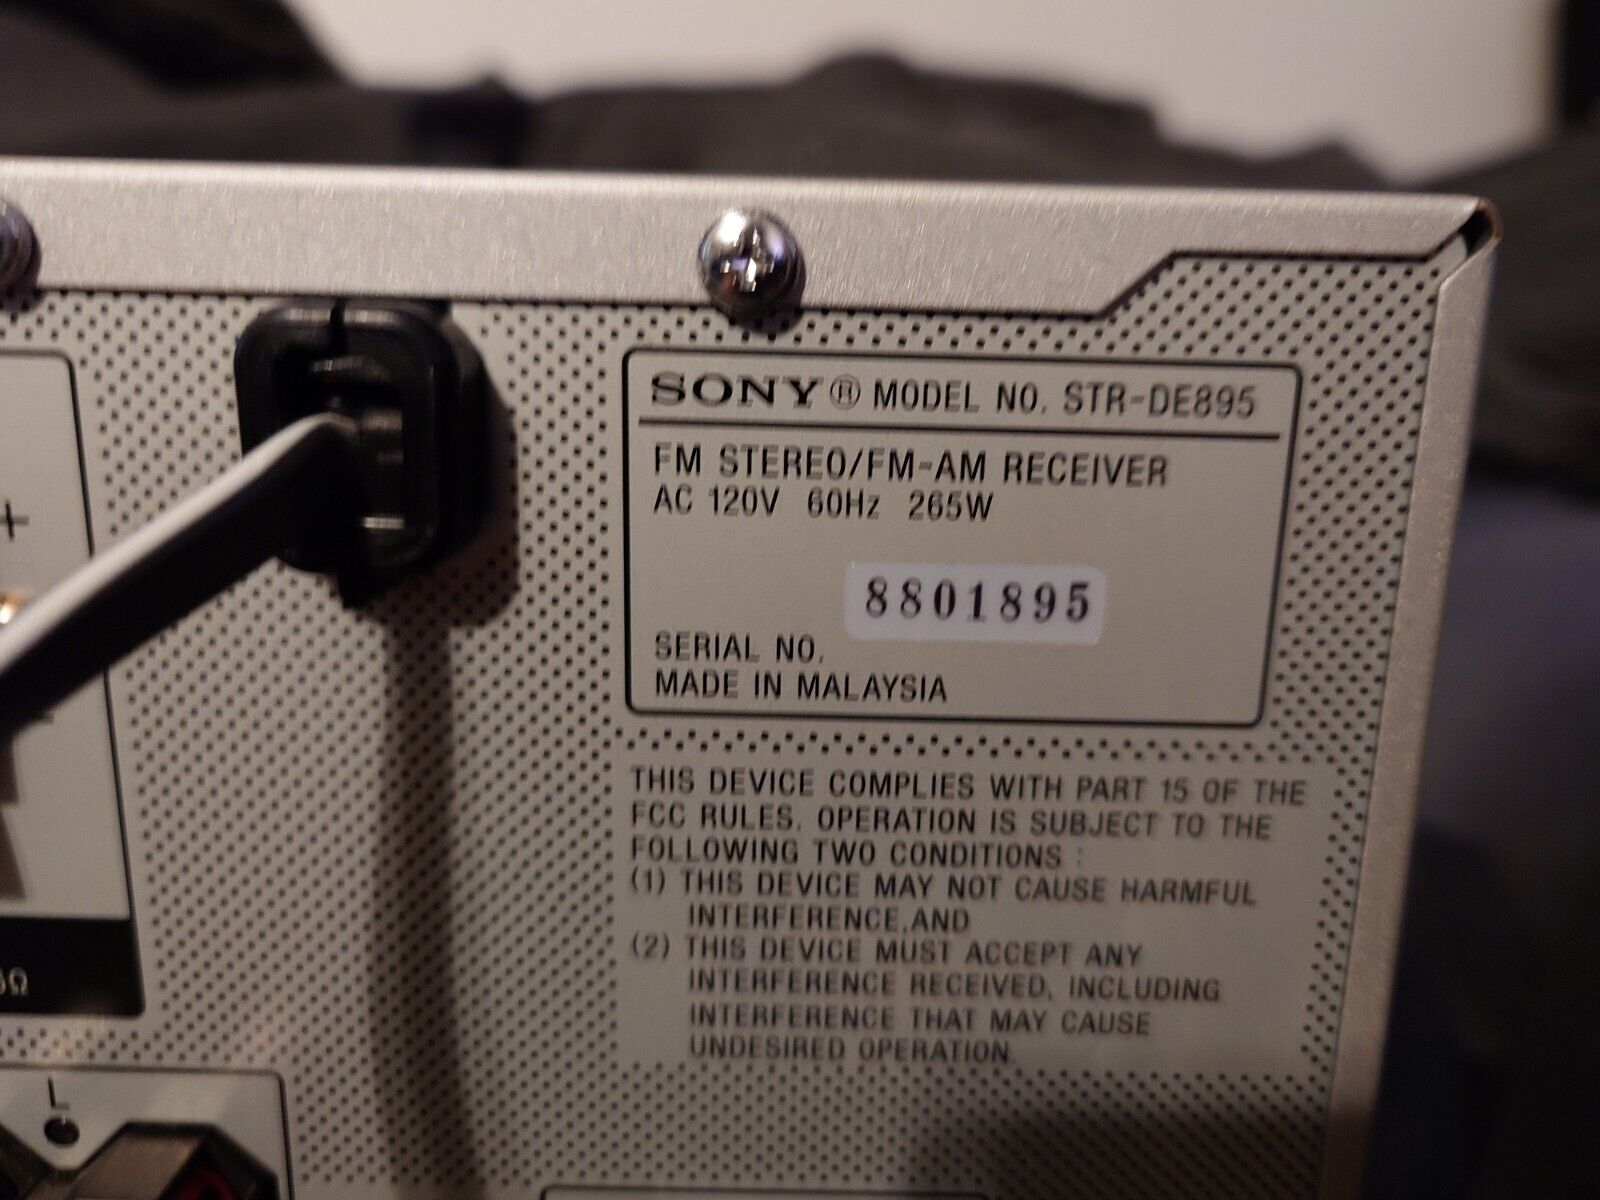 SONY® MODEL NO. STR-DE895
FM STEREO/FM-AM RECEIVER
AC 120V 60Hz 265W
8801895
SERIAL NO.
MADE IN MALAYSIA
THIS DEVICE COMPLIES WITH PART 15 OF THE
FCC RULES. OPERATION IS SUBJECT TO THE
FOLLOWING TWO CONDITIONS :
(1) THIS DEVICE MAY NOT CAUSE HARMFUL
INTERFERENCE,AND
(2) THIS DEVICE MUST ACCEPT ANY
INTERFERENCE RECEIVED, INCLUDING
INTERFERENCE THAT MAY CAUSE
UNDESIRED OPERATION.
+
L